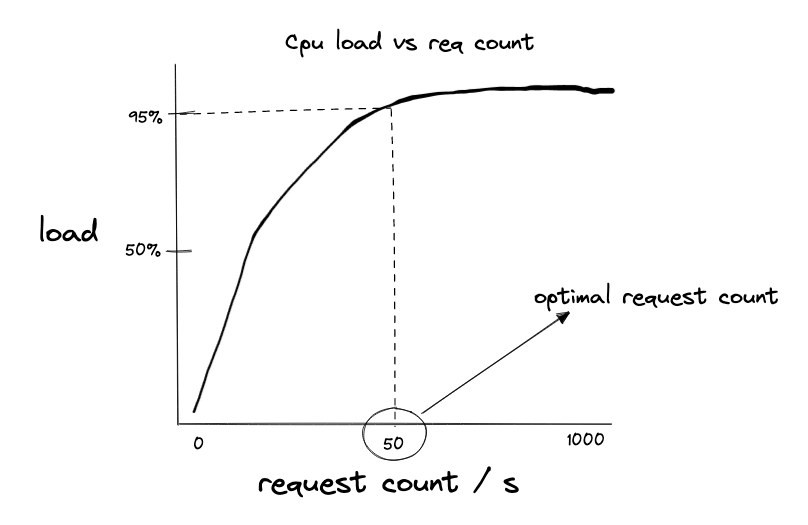 Cpu load vs req count
95%
load
50%
optimal request count
0
50
1000
request count / s